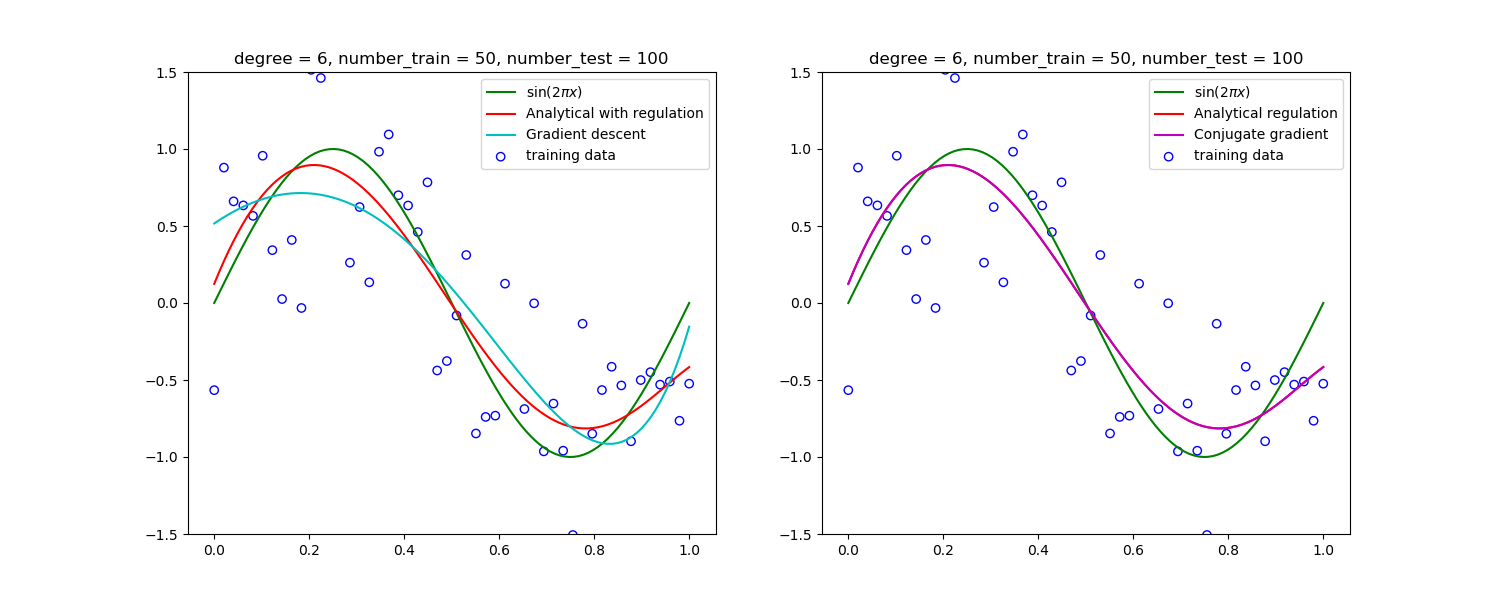 degree = 6, number_train = 50, number_test = 100
1.5
1.0
0.5
0.0
−0.5
−1.0
−1.5
0.0 0.2 0.4 0.6 0.8 1.0
sin(2πx)
Analytical with regulation
Gradient descent
training data
degree = 6, number_train = 50, number_test = 100
1.5
1.0
0.5
0.0
−0.5
−1.0
−1.5
0.0 0.2 0.4 0.6 0.8 1.0
sin(2πx)
Analytical regulation
Conjugate gradient
training data